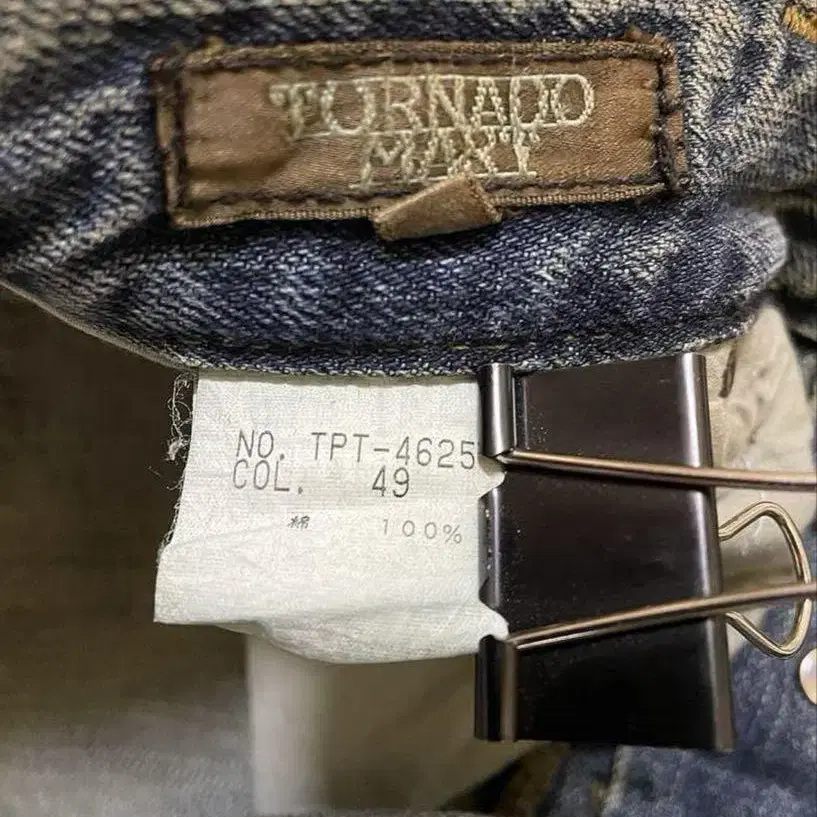 TORNADO
MART
NO. TPT-4625
COL. 49
綿 100%